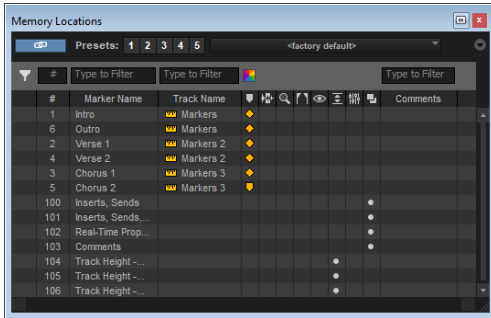 Memory Locations
Presets: 1 2 3 4 5 <factory default>
# Type to Filter Type to Filter Type to Filter
# Marker Name Track Name Comments
1 Intro Markers
6 Outro Markers
2 Verse 1 Markers 2
4 Verse 2 Markers 2
3 Chorus 1 Markers 3
5 Chorus 2 Markers 3
100 Inserts, Sends
101 Inserts, Sends,...
102 Real-Time Prop...
103 Comments
104 Track Height -...
105 Track Height -...
106 Track Height -...